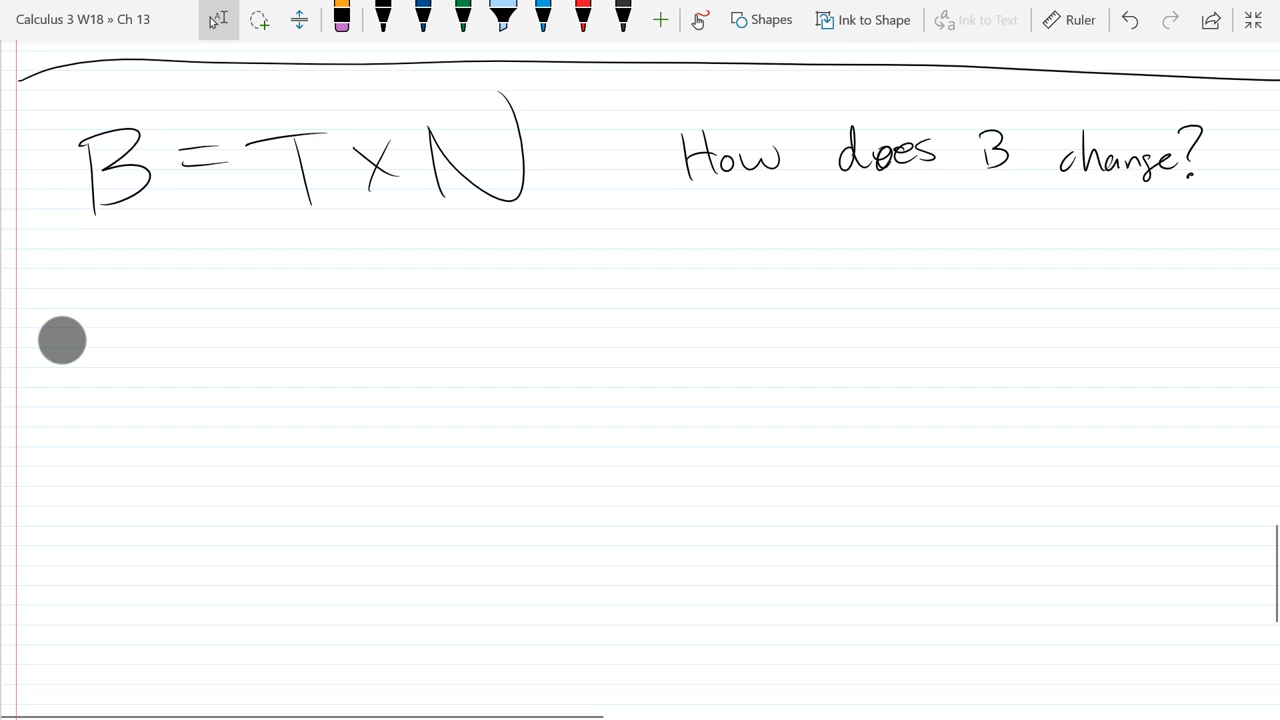 Calculus 3 W18 » Ch 13 Shapes Ink to Shape Ink to Text Ruler
B = T × N How does B change?